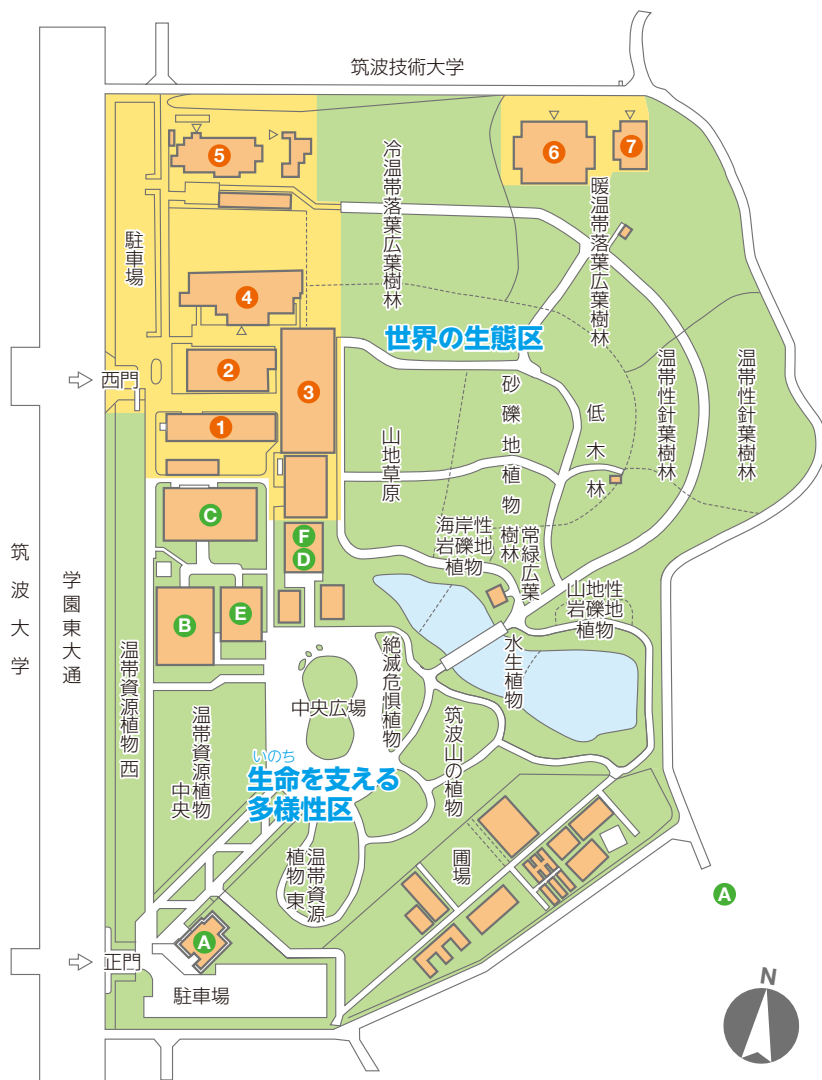 筑波技術大学
5
6
7
冷温帯落葉広葉樹林
暖温帯落葉広葉樹林
駐車場
4
世界の生態区
2
3
西門
1
砂礫地植物
低木林
温帯性針葉樹林
温帯性針葉樹林
山地草原
C
F
D
海岸性
岩礫地
植物
常緑広葉
樹林
山地性
岩礫地
植物
筑波大学
学園東大通
B
E
水生植物
絶滅危惧植物
中央広場
温帯資源植物 西
温帯資源植物
中央
筑波山の植物
いのち
生命を支える
多様性区
温帯資源
植物 東
圃場
A
A
正門
駐車場
N